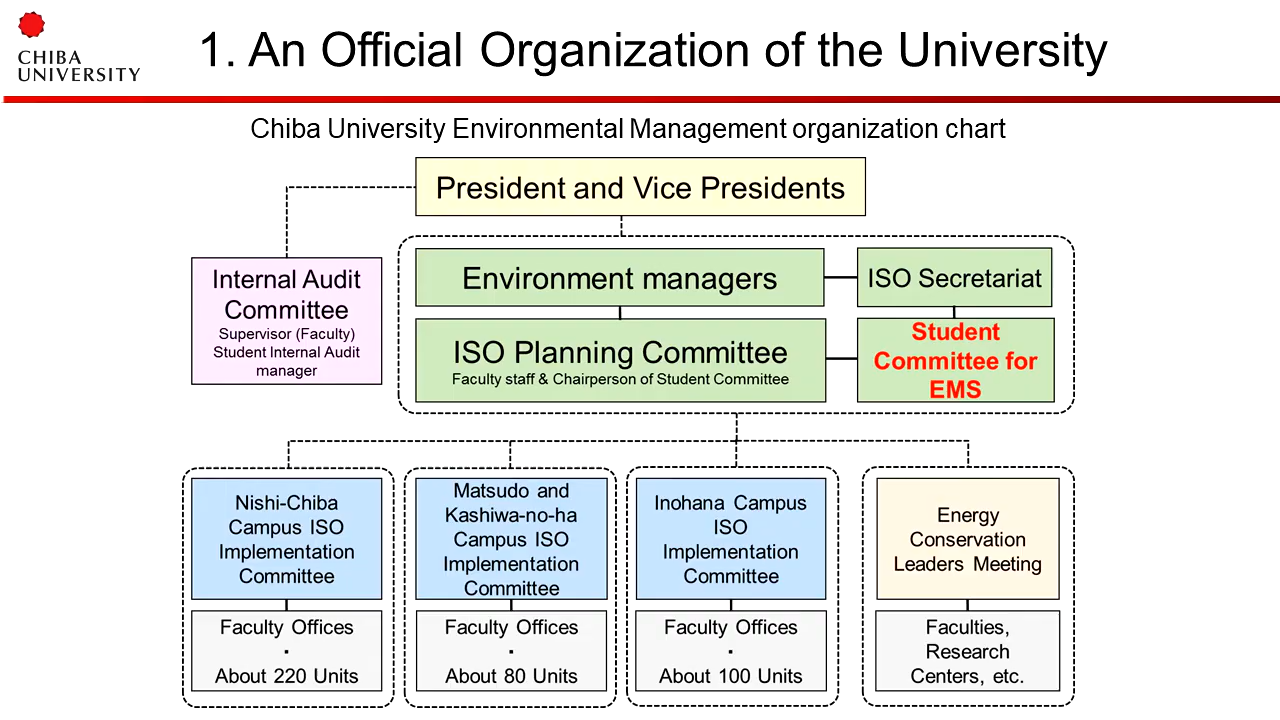 CHIBA
UNIVERSITY
1. An Official Organization of the University
Chiba University Environmental Management organization chart
President and Vice Presidents
Internal Audit
Committee
Supervisor (Faculty)
Student Internal Audit
manager
Environment managers
ISO Secretariat
ISO Planning Committee
Faculty staff & Chairperson of Student Committee
Student
Committee for
EMS
Nishi-Chiba
Campus ISO
Implementation
Committee
Matsudo and
Kashiwa-no-ha
Campus ISO
Implementation
Committee
Inohana Campus
ISO
Implementation
Committee
Energy
Conservation
Leaders Meeting
Faculty Offices
・
About 220 Units
Faculty Offices
・
About 80 Units
Faculty Offices
・
About 100 Units
Faculties,
Research
Centers, etc.